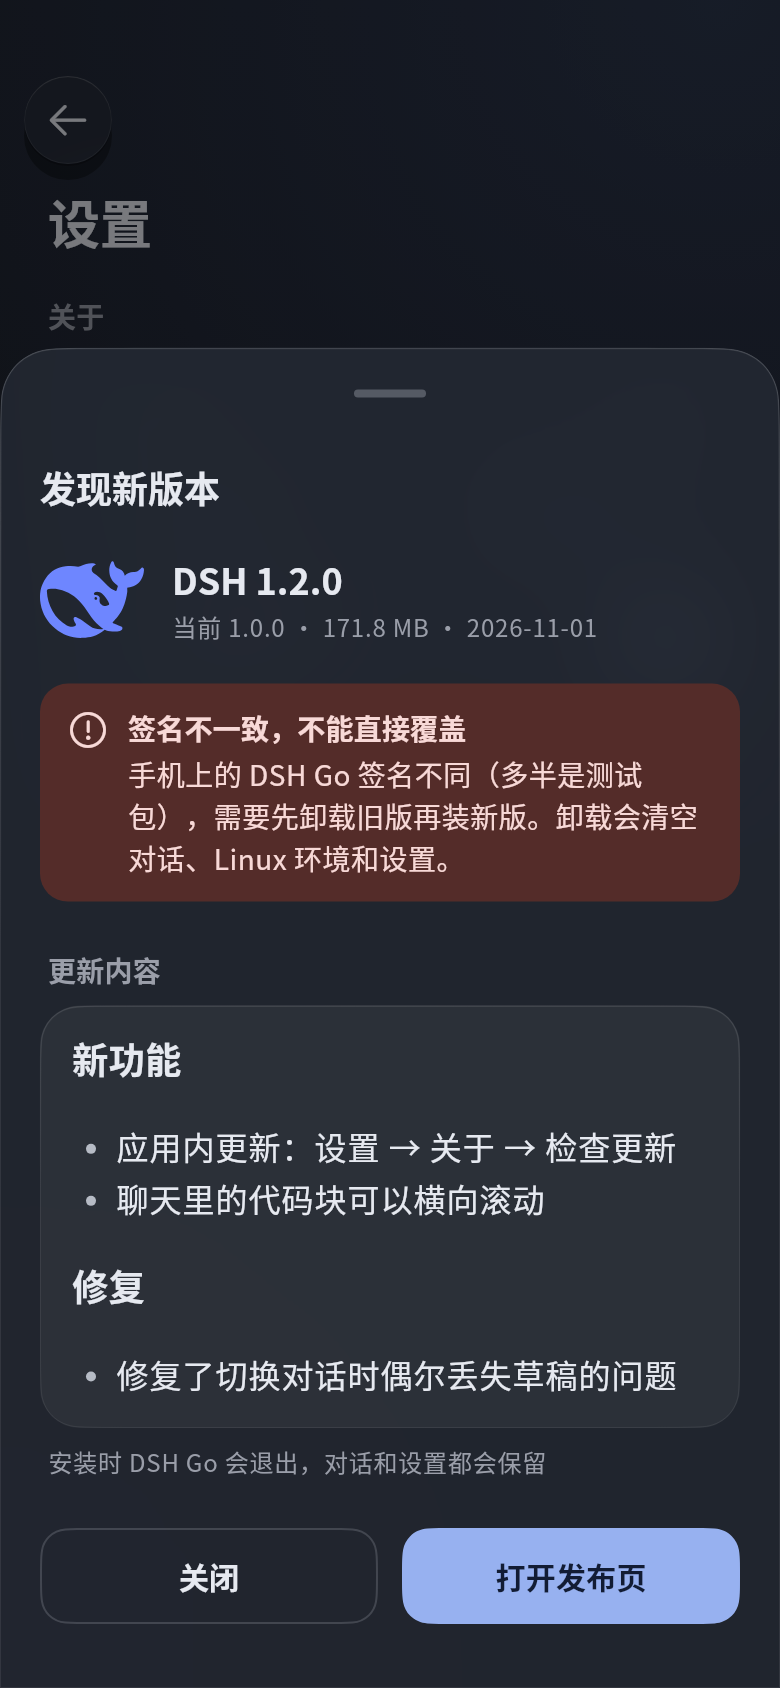 设置
关于
发现新版本
DSH 1.2.0
当前 1.0.0 · 171.8 MB · 2026-11-01
签名不一致，不能直接覆盖
手机上的 DSH Go 签名不同（多半是测试
包），需要先卸载旧版再装新版。卸载会清空
对话、Linux 环境和设置。
更新内容
新功能
• 应用内更新：设置 → 关于 → 检查更新
• 聊天里的代码块可以横向滚动
修复
• 修复了切换对话时偶尔丢失草稿的问题
安装时 DSH Go 会退出，对话和设置都会保留
关闭
打开发布页